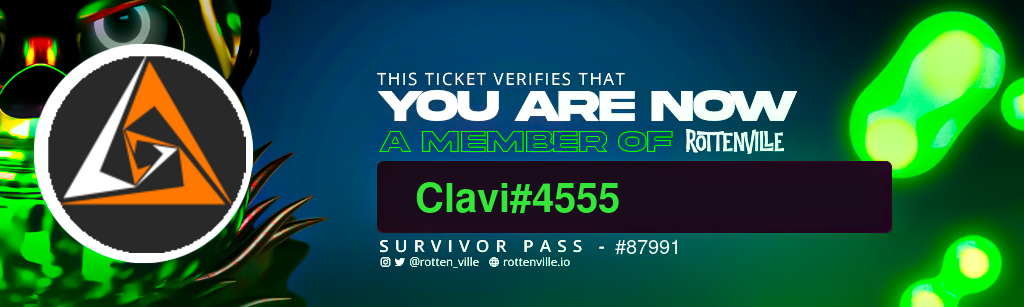 THIS TICKET VERIFIES THAT
YOU ARE NOW
A MEMBER OF ROTTENVILLE
Clavi#4555
SURVIVOR PASS - #87991
@rotten_ville rottenville.io